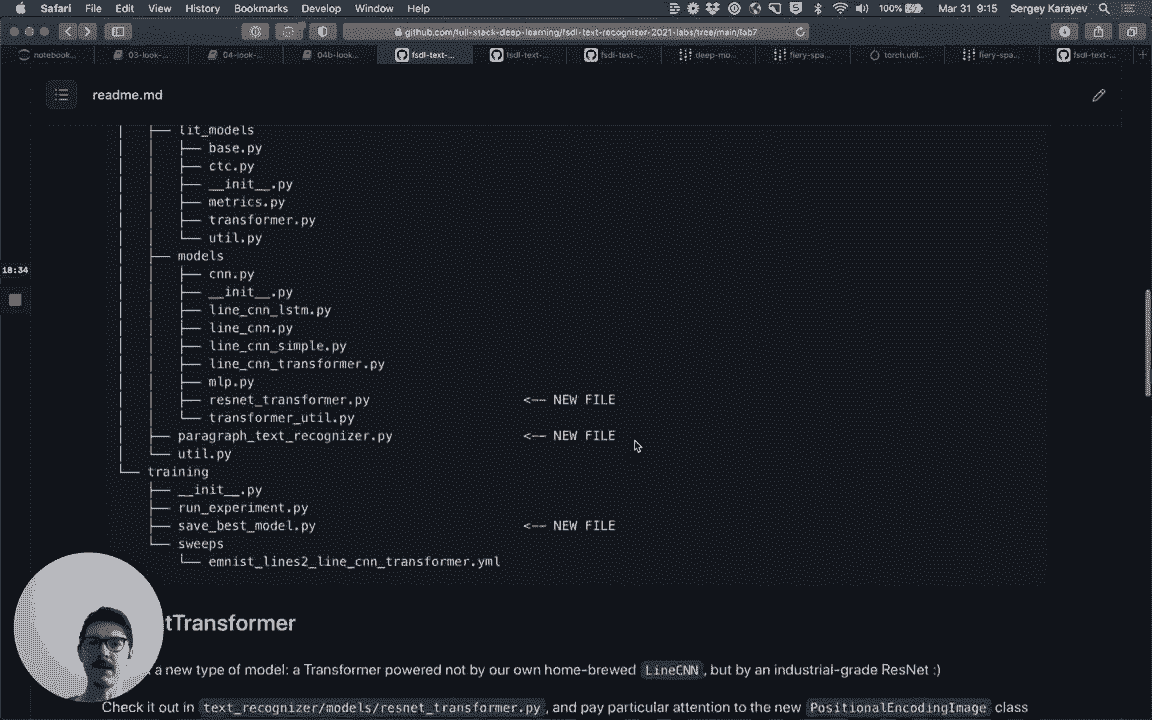 Safari File Edit View History Bookmarks Develop Window Help 100% Mar 31 9:15 Sergey Karayev
github.com/full-stack-deep-learning/fsdl-text-recognizer-2021-labs/tree/main/lab7
notebook... 03-look-... 04-look-... 04b-look... fsdl-text-... fsdl-text-... fsdl-text-... deep-mo... fiery-spa... torch.util... fiery-spa... fsdl-text-...
readme.md
│ ├── lit_models
│ │ ├── base.py
│ │ ├── ctc.py
│ │ ├── __init__.py
│ │ ├── metrics.py
│ │ ├── transformer.py
│ │ └── util.py
│ ├── models
│ │ ├── cnn.py
│ │ ├── __init__.py
│ │ ├── line_cnn_lstm.py
│ │ ├── line_cnn.py
│ │ ├── line_cnn_simple.py
│ │ ├── line_cnn_transformer.py
│ │ ├── mlp.py
│ │ ├── resnet_transformer.py <-- NEW FILE
│ │ └── transformer_util.py
│ ├── paragraph_text_recognizer.py <-- NEW FILE
│ └── util.py
└── training
├── __init__.py
├── run_experiment.py
├── save_best_model.py <-- NEW FILE
└── sweeps
└── emnist_lines2_line_cnn_transformer.yml
18:34
tTransformer
a new type of model: a Transformer powered not by our own home-brewed LineCNN, but by an industrial-grade ResNet :)
Check it out in text_recognizer/models/resnet_transformer.py, and pay particular attention to the new PositionalEncodingImage class